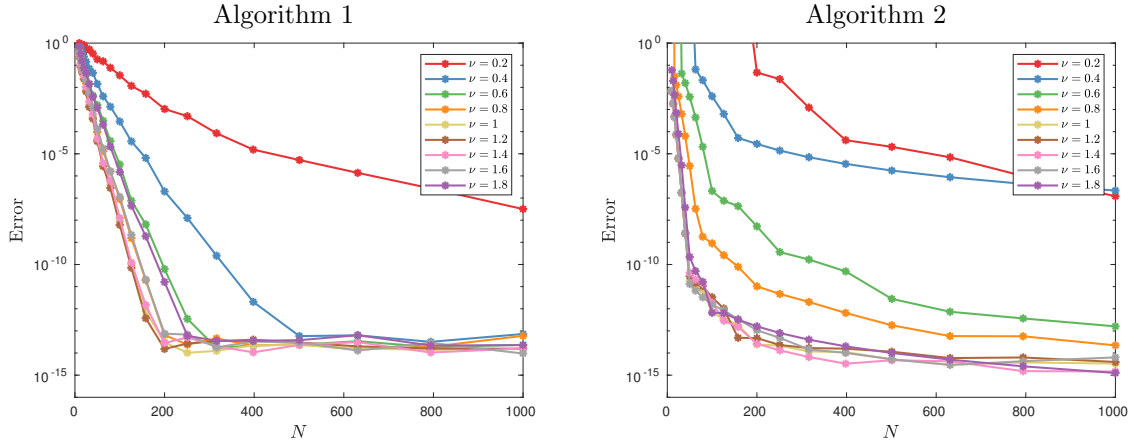 Algorithm 1
Error
10^0
10^-5
10^-10
10^-15
0 200 400 600 800 1000
N
ν = 0.2
ν = 0.4
ν = 0.6
ν = 0.8
ν = 1
ν = 1.2
ν = 1.4
ν = 1.6
ν = 1.8
Algorithm 2
Error
10^0
10^-5
10^-10
10^-15
0 200 400 600 800 1000
N
ν = 0.2
ν = 0.4
ν = 0.6
ν = 0.8
ν = 1
ν = 1.2
ν = 1.4
ν = 1.6
ν = 1.8